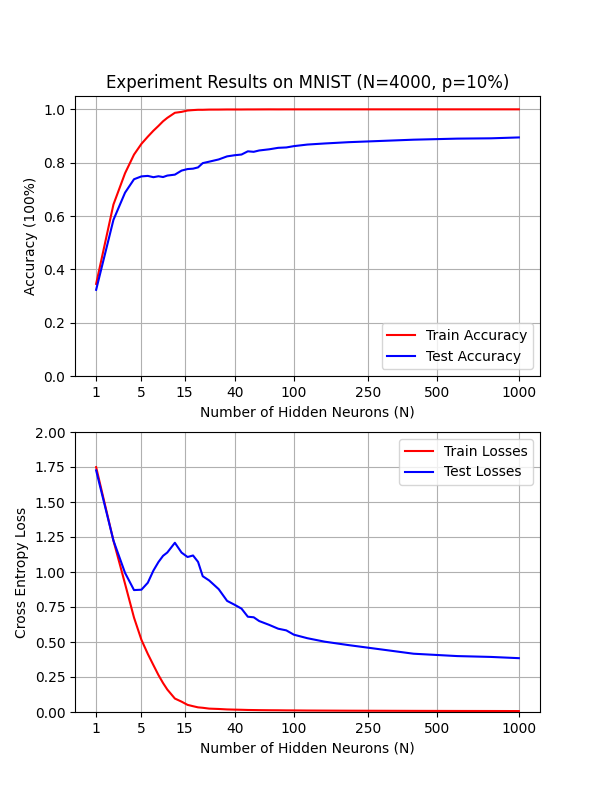 Experiment Results on MNIST (N=4000, p=10%)
Accuracy (100%)
1.0
0.8
0.6
0.4
0.2
0.0
Train Accuracy
Test Accuracy
1 5 15 40 100 250 500 1000
Number of Hidden Neurons (N)
Cross Entropy Loss
2.00
1.75
1.50
1.25
1.00
0.75
0.50
0.25
0.00
Train Losses
Test Losses
1 5 15 40 100 250 500 1000
Number of Hidden Neurons (N)